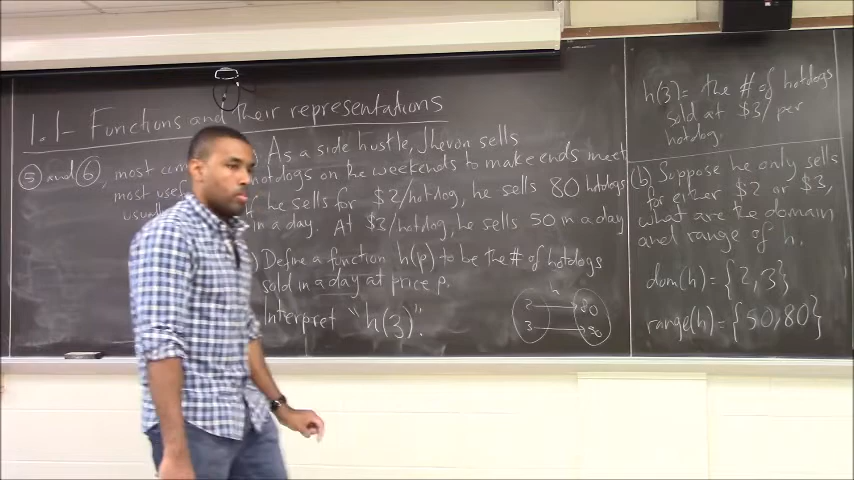 1.1- Functions and their representations
⑤ and ⑥, most com
most usef
usual
As a side hustle, Jhevon sells
hotdogs on the weekends to make ends meet
If he sells for $2/hotdog, he sells 80 hotdogs
in a day. At $3/hotdog, he sells 50 in a day
) Define a function h(p) to be the # of hotdogs
sold in a day at price p.
Interpret "h(3)".
h
2
3
h(3)= the # of hotdogs
sold at $3/per
hotdog.
(b) Suppose he only sells
for either $2 or $3,
what are the domain
and range of h.
dom(h) = {2,3}
range(h) = {50,80}